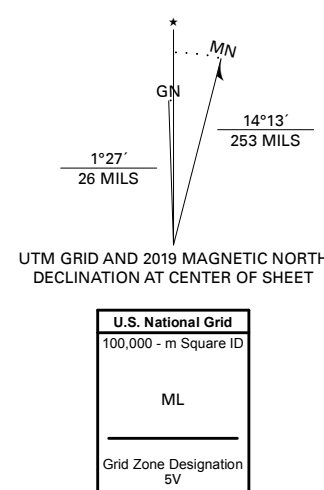 ★
MN
GN
14°13´
253 MILS
1°27´
26 MILS
UTM GRID AND 2019 MAGNETIC NORTH
DECLINATION AT CENTER OF SHEET
U.S. National Grid
100,000 - m Square ID
ML
Grid Zone Designation
5V